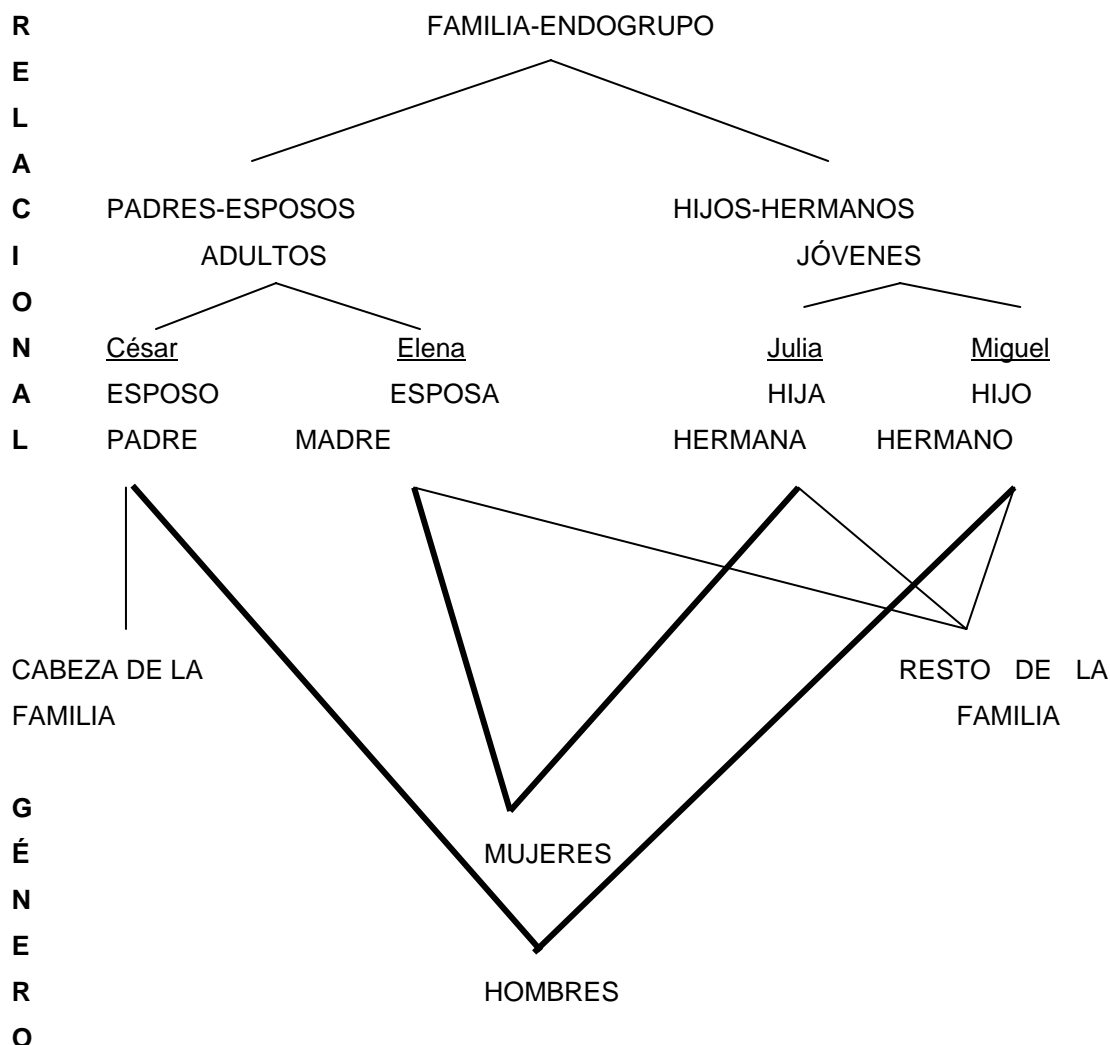 R FAMILIA-ENDOGRUPO
E
L
A
C PADRES-ESPOSOS HIJOS-HERMANOS
I ADULTOS JÓVENES
O
N César Elena Julia Miguel
A ESPOSO ESPOSA HIJA HIJO
L PADRE MADRE HERMANA HERMANO
CABEZA DE LA RESTO DE LA
FAMILIA FAMILIA
G
É MUJERES
N
E
R HOMBRES
O